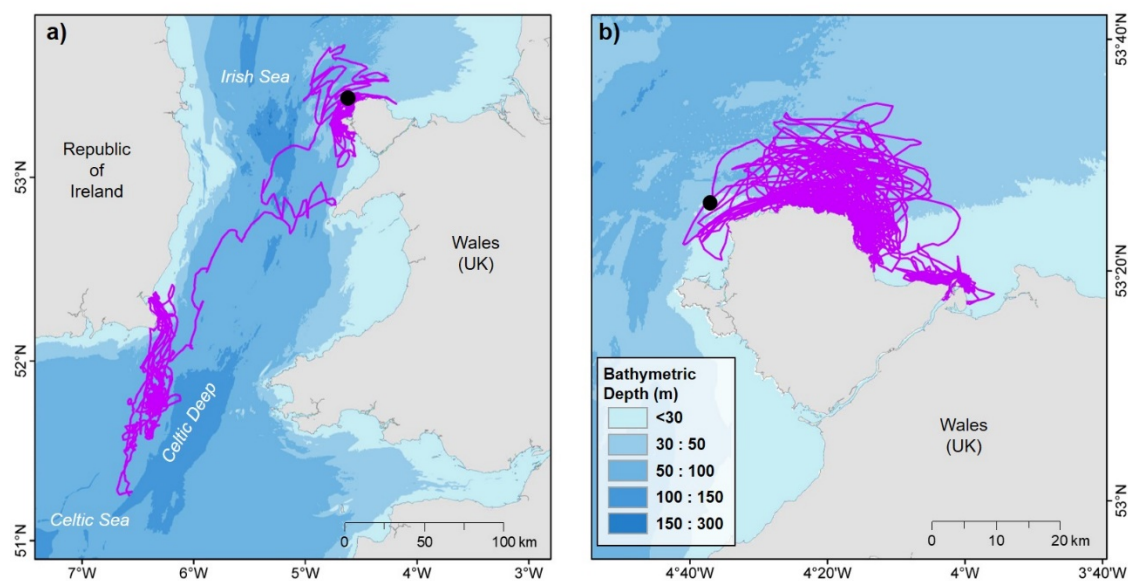 a)
Irish Sea
Republic
of
Ireland
Wales
(UK)
Celtic Deep
Celtic Sea
0 50 100 km
53°N
52°N
51°N
7°W 6°W 5°W 4°W 3°W
b)
53°40'N
53°20'N
53°N
Wales
(UK)
Bathymetric
Depth (m)
<30
30 : 50
50 : 100
100 : 150
150 : 300
0 10 20 km
4°40'W 4°20'W 4°W 3°40'W